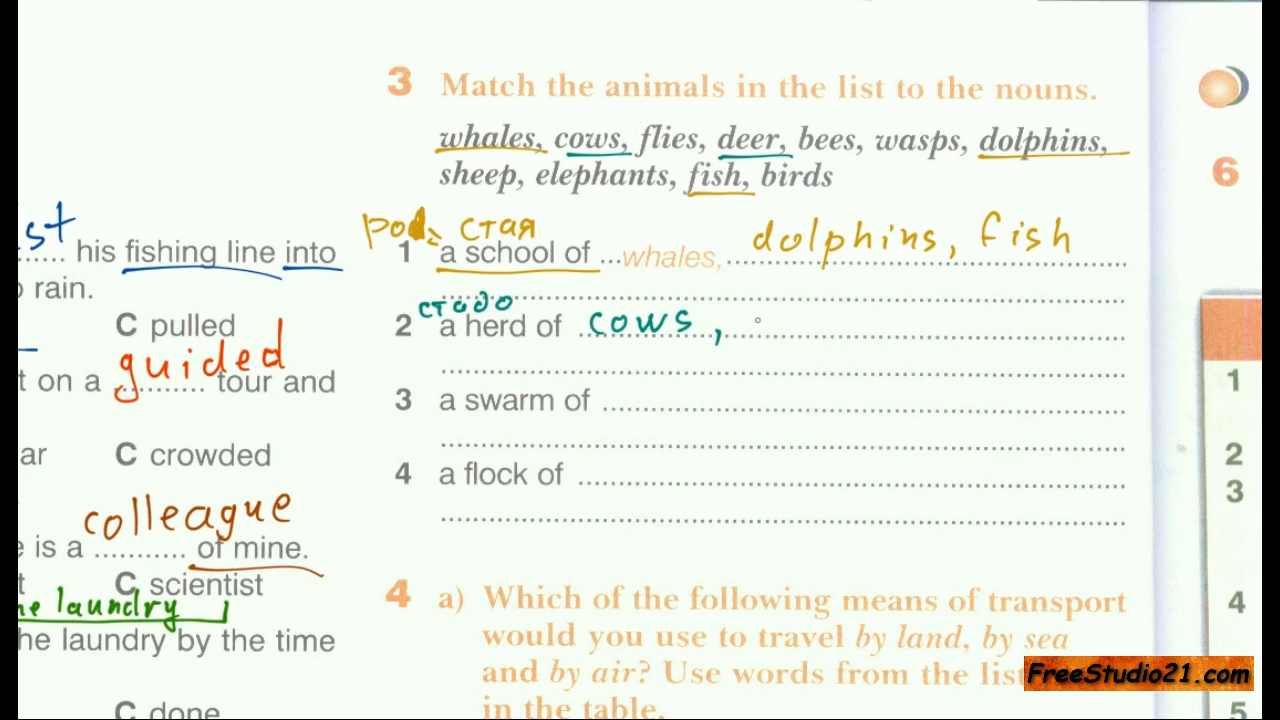 3 Match the animals in the list to the nouns.
whales, cows, flies, deer, bees, wasps, dolphins,
sheep, elephants, fish, birds
стая
1 a school of ...whales, dolphins, fish
стадо
2 a herd of cows,
3 a swarm of
4 a flock of
4 a) Which of the following means of transport
would you use to travel by land, by sea
and by air? Use words from the list
in the table.
st his fishing line into
rain.
C pulled
t on a guided tour and
ar C crowded
colleague
e is a ........... of mine.
t C scientist
he laundry
he laundry by the time
C done
6
1
2
3
4
5
FreeStudio21.com